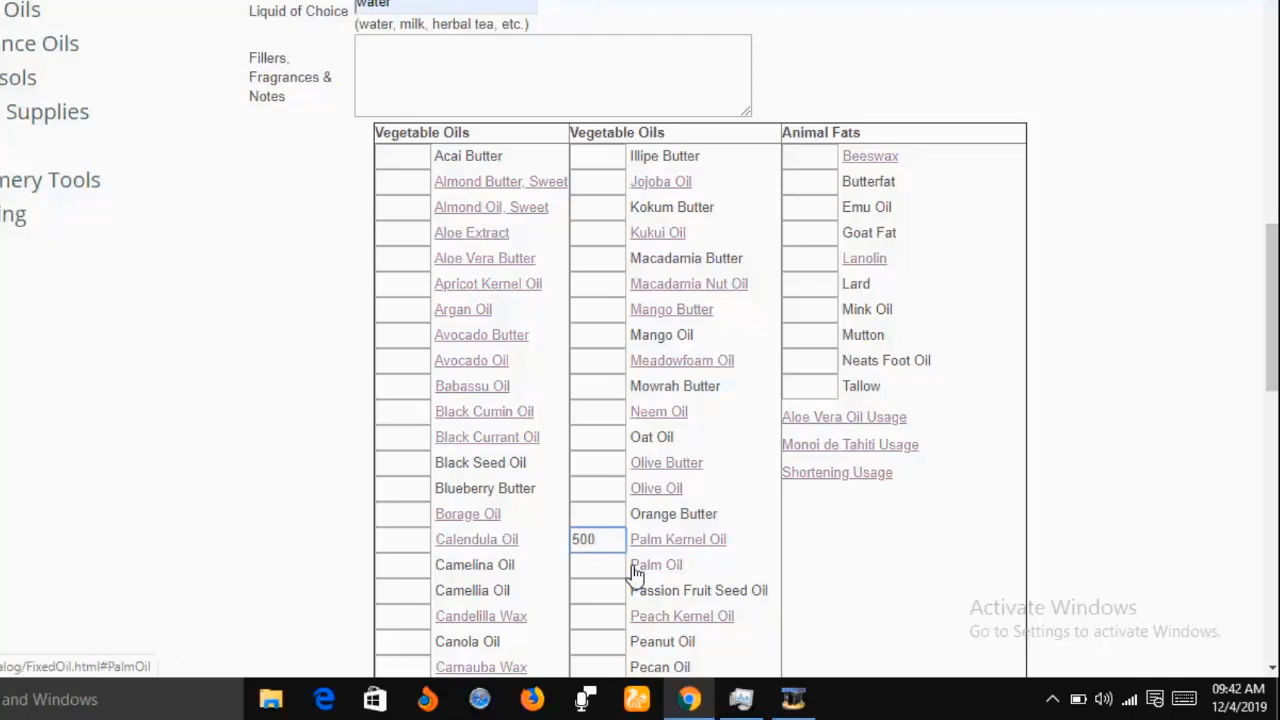 Oils
nce Oils
sols
Supplies
mery Tools
ing
Liquid of Choice
water
(water, milk, herbal tea, etc.)
Fillers,
Fragrances &
Notes
Vegetable Oils Vegetable Oils Animal Fats
Acai Butter Illipe Butter Beeswax
Almond Butter, Sweet Jojoba Oil Butterfat
Almond Oil, Sweet Kokum Butter Emu Oil
Aloe Extract Kukui Oil Goat Fat
Aloe Vera Butter Macadamia Butter Lanolin
Apricot Kernel Oil Macadamia Nut Oil Lard
Argan Oil Mango Butter Mink Oil
Avocado Butter Mango Oil Mutton
Avocado Oil Meadowfoam Oil Neats Foot Oil
Babassu Oil Mowrah Butter Tallow
Black Cumin Oil Neem Oil Aloe Vera Oil Usage
Black Currant Oil Oat Oil Monoi de Tahiti Usage
Black Seed Oil Olive Butter Shortening Usage
Blueberry Butter Olive Oil
Borage Oil Orange Butter
Calendula Oil 500 Palm Kernel Oil
Camelina Oil Palm Oil
Camellia Oil Passion Fruit Seed Oil
Candelilla Wax Peach Kernel Oil
Canola Oil Peanut Oil
Carnauba Wax Pecan Oil
Activate Windows
Go to Settings to activate Windows.
alog/FixedOil.html#PalmOil
and Windows
09:42 AM
12/4/2019